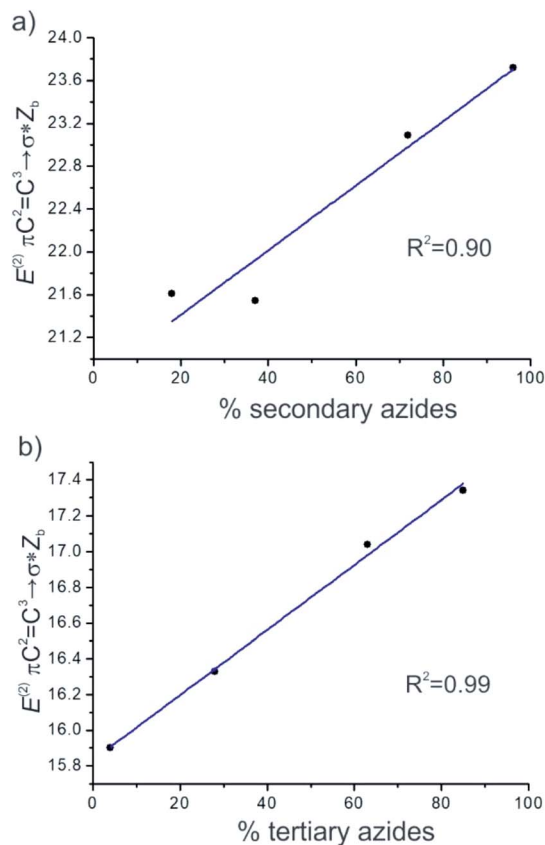 a)
24.0
23.6
23.2
22.8
22.4
22.0
21.6
21.2
E⁽²⁾ πC²=C³→σ*Z_b
R²=0.90
0 20 40 60 80 100
% secondary azides
b)
17.4
17.2
17.0
16.8
16.6
16.4
16.2
16.0
15.8
E⁽²⁾ πC²=C³→σ*Z_b
R²=0.99
0 20 40 60 80 100
% tertiary azides